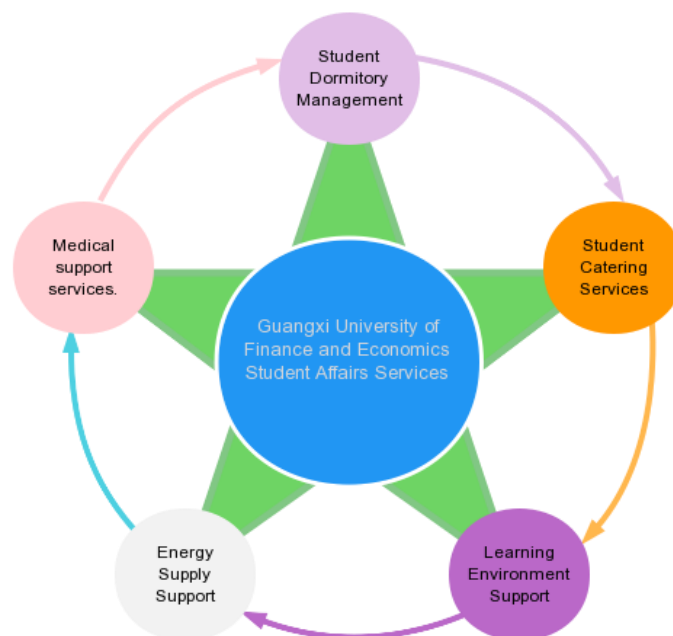 Student
Dormitory
Management
Medical
support
services.
Student
Catering
Services
Guangxi University of
Finance and Economics
Student Affairs Services
Energy
Supply
Support
Learning
Environment
Support